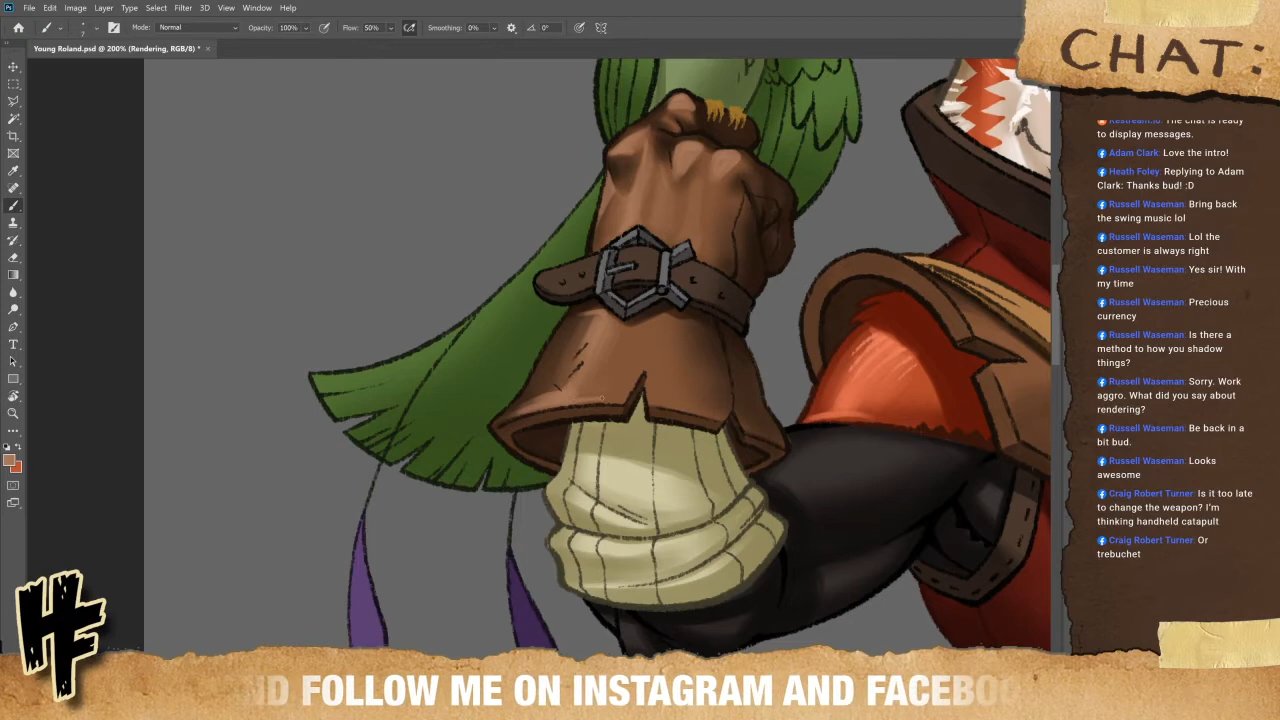 File Edit Image Layer Type Select Filter 3D View Window Help
Mode: Normal Opacity: 100% Flow: 50% Smoothing: 0% 0°
Young Roland.psd @ 200% (Rendering, RGB/8) * ×
CHAT:
The chat is ready
to display messages.
Adam Clark: Love the intro!
Heath Foley: Replying to Adam
Clark: Thanks bud! :D
Russell Waseman: Bring back
the swing music lol
Russell Waseman: Lol the
customer is always right
Russell Waseman: Yes sir! With
my time
Russell Waseman: Precious
currency
Russell Waseman: Is there a
method to how you shadow
things?
Russell Waseman: Sorry. Work
aggro. What did you say about
rendering?
Russell Waseman: Be back in a
bit bud.
Russell Waseman: Looks
awesome
Craig Robert Turner: Is it too late
to change the weapon? I'm
thinking handheld catapult
Craig Robert Turner: Or
trebuchet
HF
FOLLOW ME ON INSTAGRAM AND FACEBOO